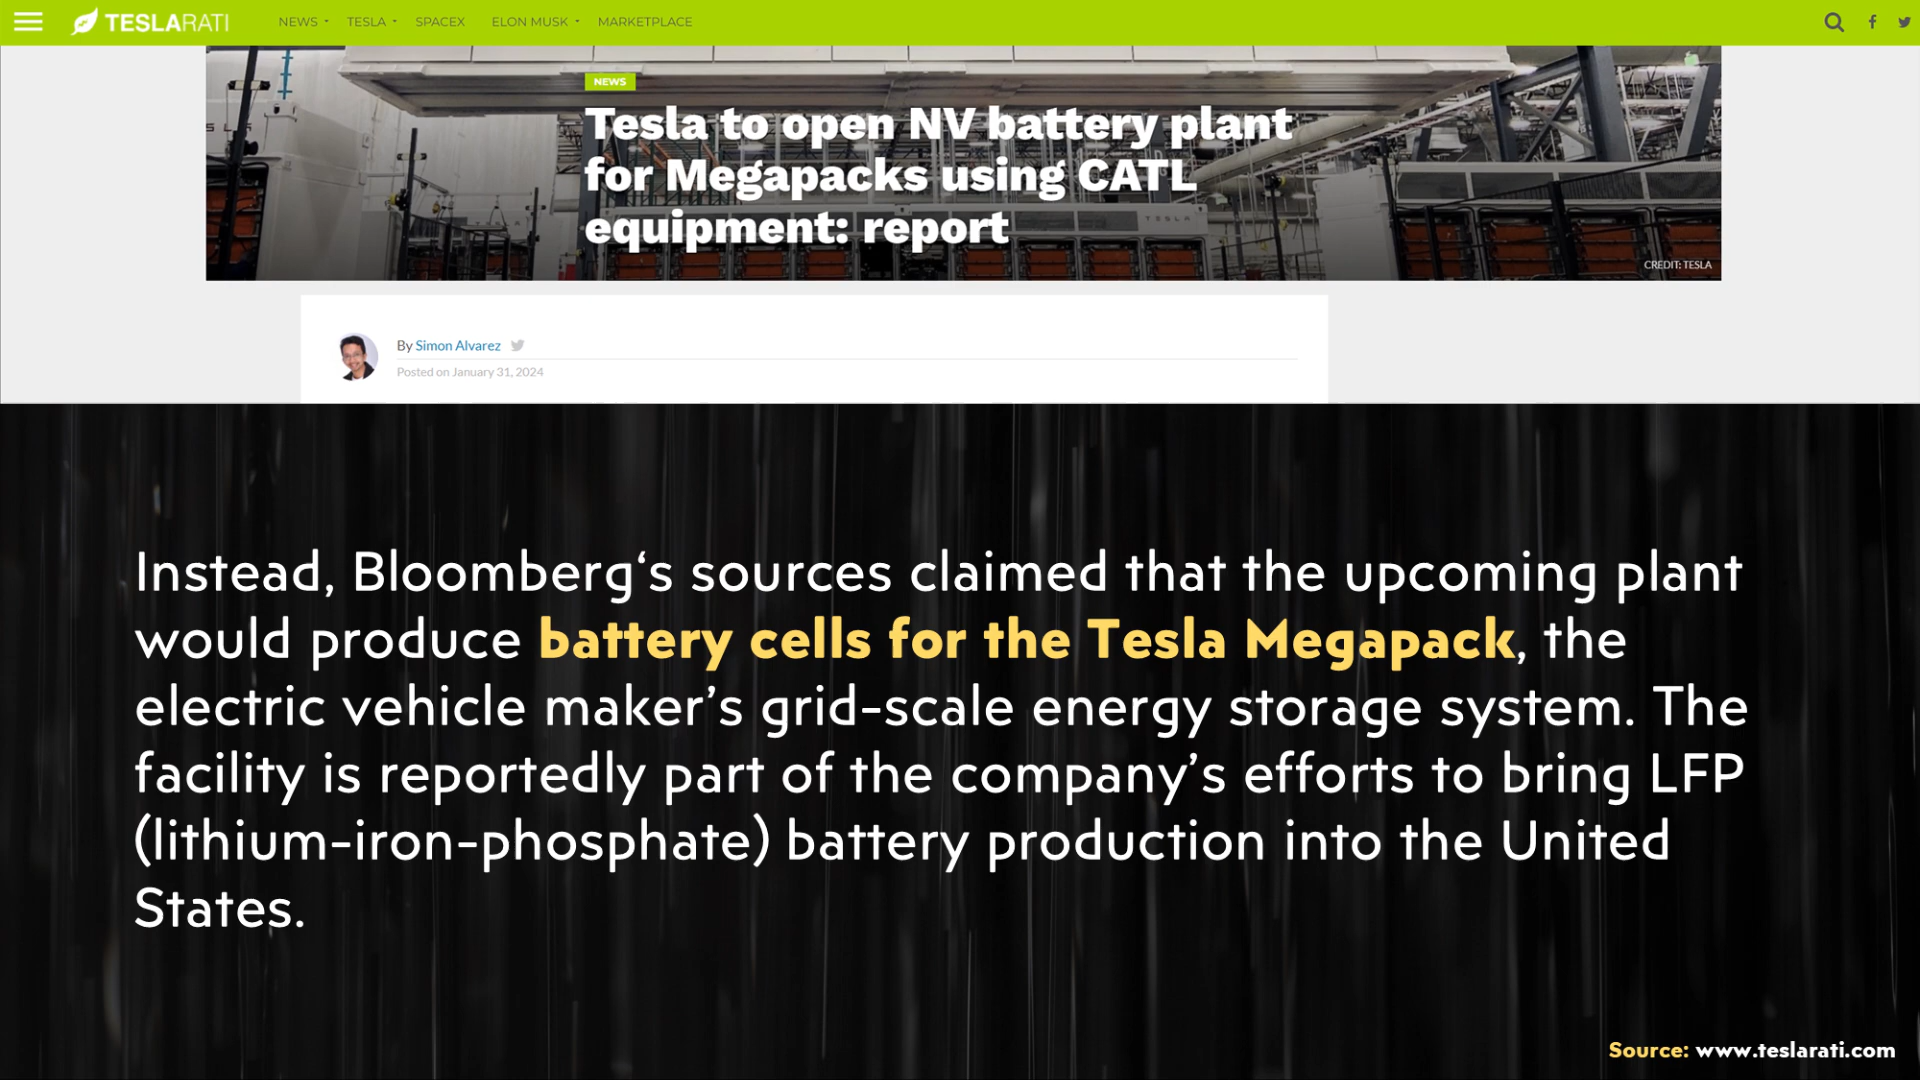 TESLARATI
NEWS TESLA SPACEX ELON MUSK MARKETPLACE
NEWS
Tesla to open NV battery plant
for Megapacks using CATL
equipment: report
TESLA
CREDIT: TESLA
By Simon Alvarez
Posted on January 31, 2024
Instead, Bloomberg‘s sources claimed that the upcoming plant
would produce battery cells for the Tesla Megapack, the
electric vehicle maker’s grid-scale energy storage system. The
facility is reportedly part of the company’s efforts to bring LFP
(lithium-iron-phosphate) battery production into the United
States.
Source: www.teslarati.com